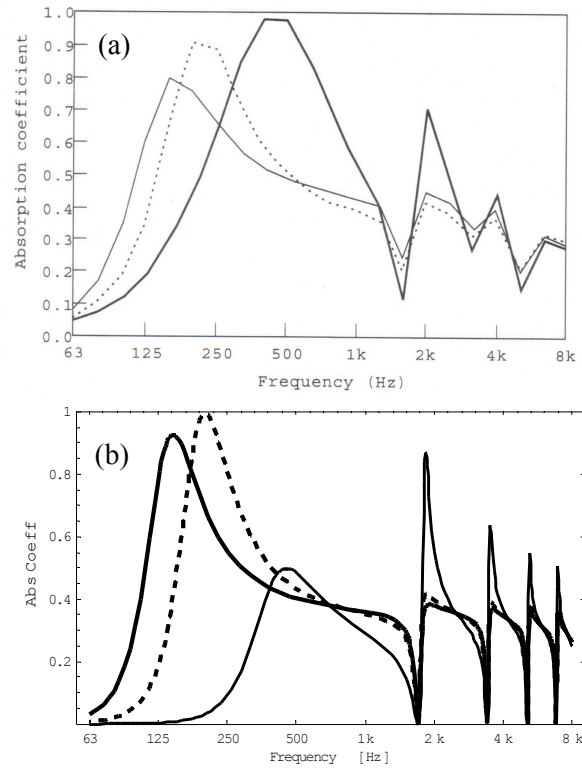 (a)
Absorption coefficient
1.0
0.9
0.8
0.7
0.6
0.5
0.4
0.3
0.2
0.1
0.0
63 125 250 500 1k 2k 4k 8k
Frequency (Hz)
(b)
Abs Coeff
1
0.8
0.6
0.4
0.2
63 125 250 500 1k 2 k 4 k 8 k
Frequency [Hz]